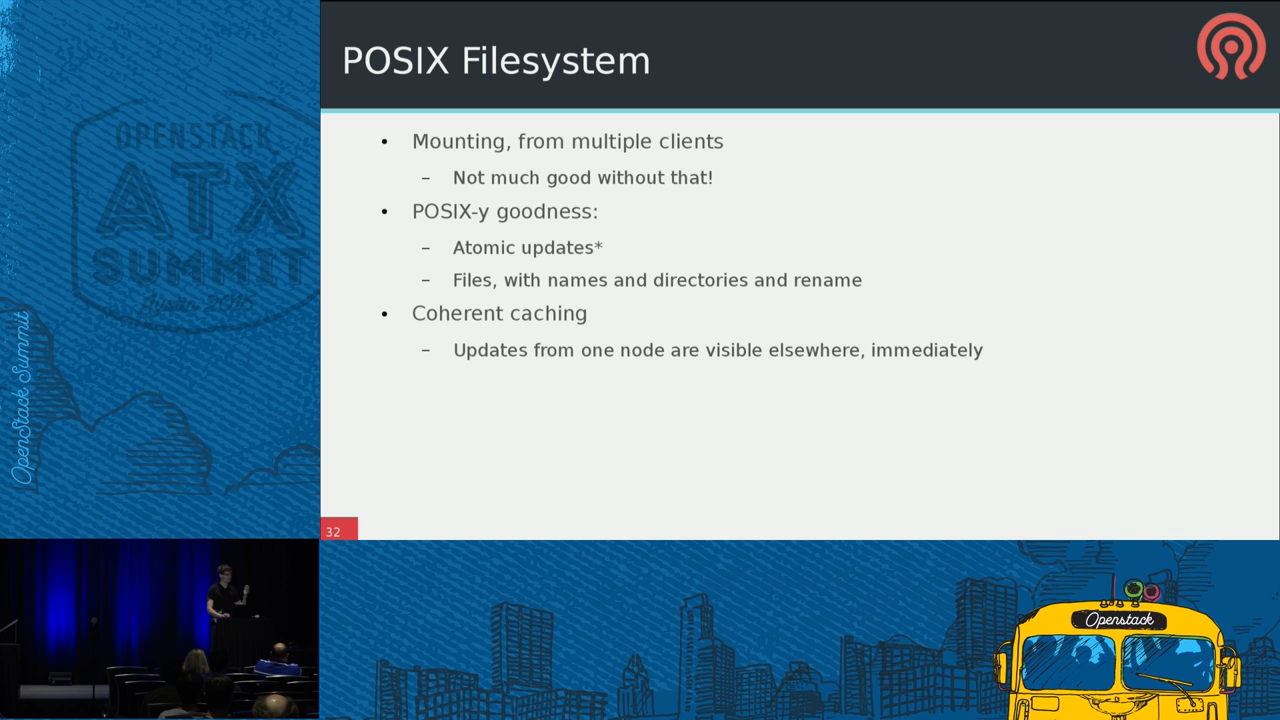 POSIX Filesystem
• Mounting, from multiple clients
– Not much good without that!
• POSIX-y goodness:
– Atomic updates*
– Files, with names and directories and rename
• Coherent caching
– Updates from one node are visible elsewhere, immediately
32
OPENSTACK
ATX
SUMMIT
Austin 2016
OpenStack Summit
Openstack